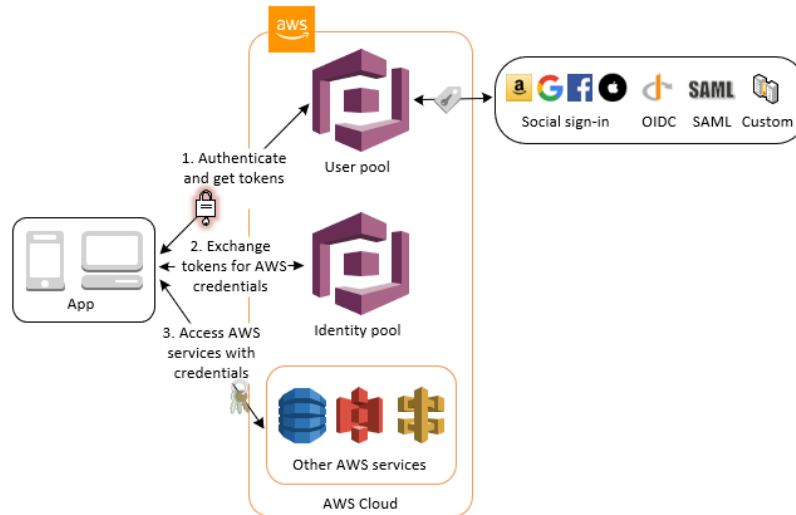 aws
a
SAML
Social sign-in
OIDC
SAML
Custom
User pool
1. Authenticate
and get tokens
2. Exchange
tokens for AWS
credentials
App
Identity pool
3. Access AWS
services with
credentials
Other AWS services
AWS Cloud